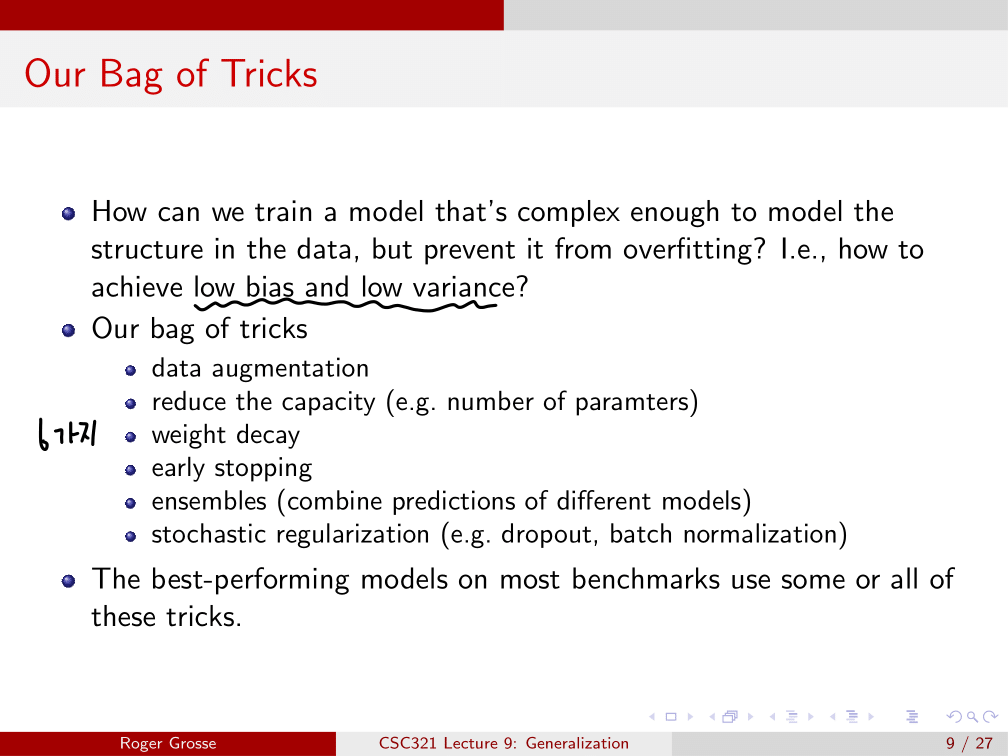 Our Bag of Tricks
How can we train a model that's complex enough to model the
structure in the data, but prevent it from overfitting? I.e., how to
achieve low bias and low variance?
Our bag of tricks
data augmentation
reduce the capacity (e.g. number of paramters)
6가지
weight decay
early stopping
ensembles (combine predictions of different models)
stochastic regularization (e.g. dropout, batch normalization)
The best-performing models on most benchmarks use some or all of
these tricks.
Roger Grosse
CSC321 Lecture 9: Generalization
9 / 27